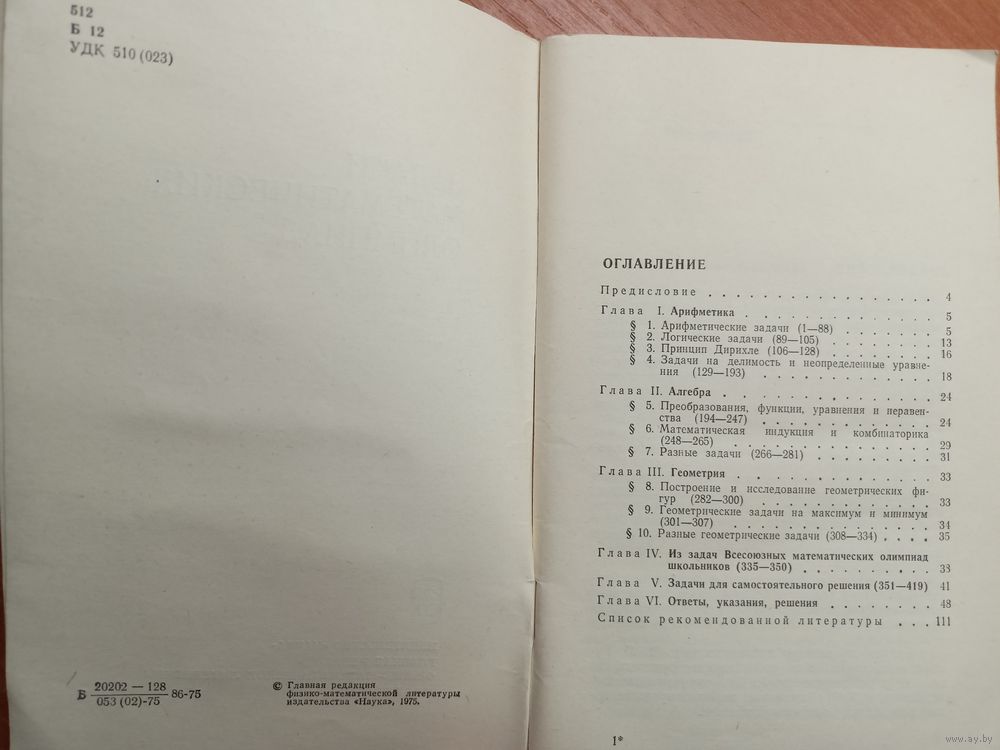 512
Б 12
УДК 510 (023)
Б 20202 — 128
053 (02)-75 86-75
© Главная редакция
физико-математической литературы
издательства «Наука», 1975.
ОГЛАВЛЕНИЕ
Предисловие . . . . . . . . . . . . . . . . 4
Глава I. Арифметика . . . . . . . . . . . . . . 5
§ 1. Арифметические задачи (1—88) . . . . . . . 5
§ 2. Логические задачи (89—105) . . . . . . . . 13
§ 3. Принцип Дирихле (106—128) . . . . . . . . 16
§ 4. Задачи на делимость и неопределенные уравне-
ния (129—193) . . . . . . . . . . . . 18
Глава II. Алгебра . . . . . . . . . . . . . . . 24
§ 5. Преобразования, функции, уравнения и неравен-
ства (194—247) . . . . . . . . . . . . 24
§ 6. Математическая индукция и комбинаторика
(248—265) . . . . . . . . . . . . . . 29
§ 7. Разные задачи (266—281) . . . . . . . . . 31
Глава III. Геометрия . . . . . . . . . . . . . . 33
§ 8. Построение и исследование геометрических фи-
гур (282—300) . . . . . . . . . . . . 33
§ 9. Геометрические задачи на максимум и минимум
(301—307) . . . . . . . . . . . . . . 34
§ 10. Разные геометрические задачи (308—334) . . . . 35
Глава IV. Из задач Всесоюзных математических олимпиад
школьников (335—350) . . . . . . . . . 38
Глава V. Задачи для самостоятельного решения (351—419) 41
Глава VI. Ответы, указания, решения . . . . . . . . 48
Список рекомендованной литературы . . . 111
1*
www.ay.by